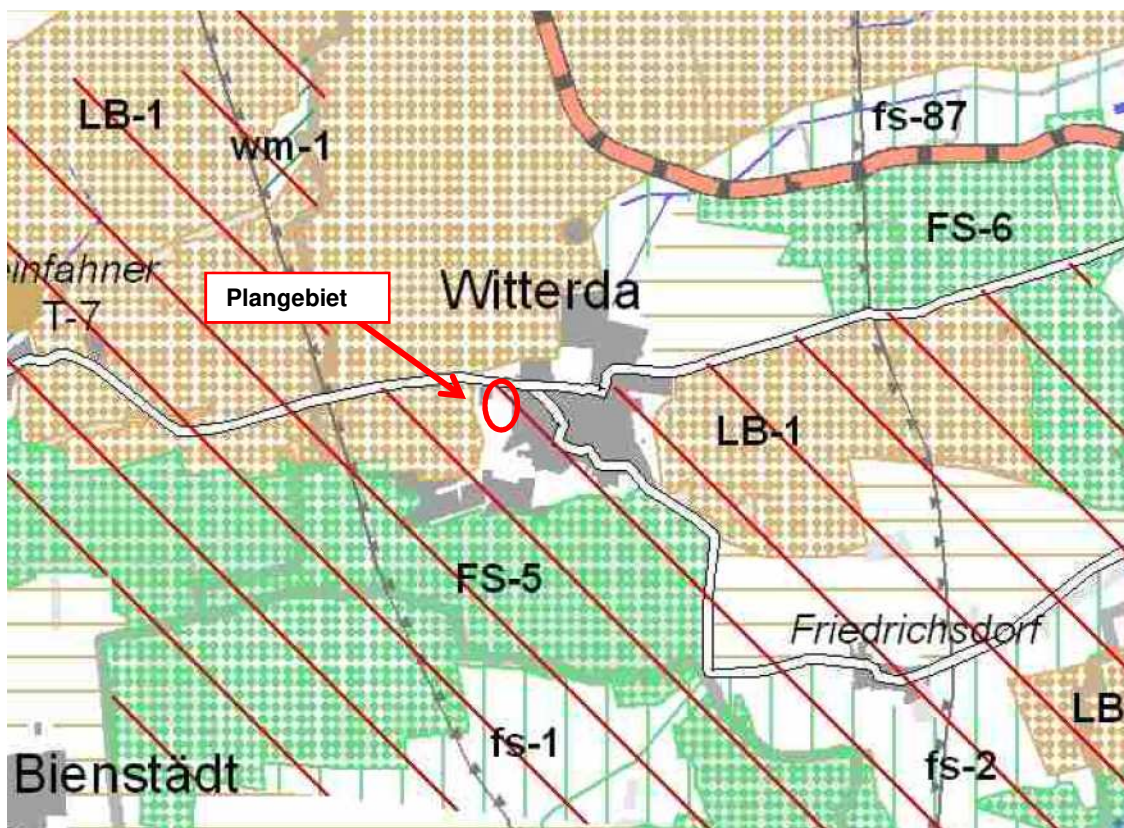 LB-1
wm-1
fs-87
FS-6
einfahner
T-7
Plangebiet
Witterda
LB-1
FS-5
Friedrichsdorf
LB
fs-1
fs-2
Bienstädt